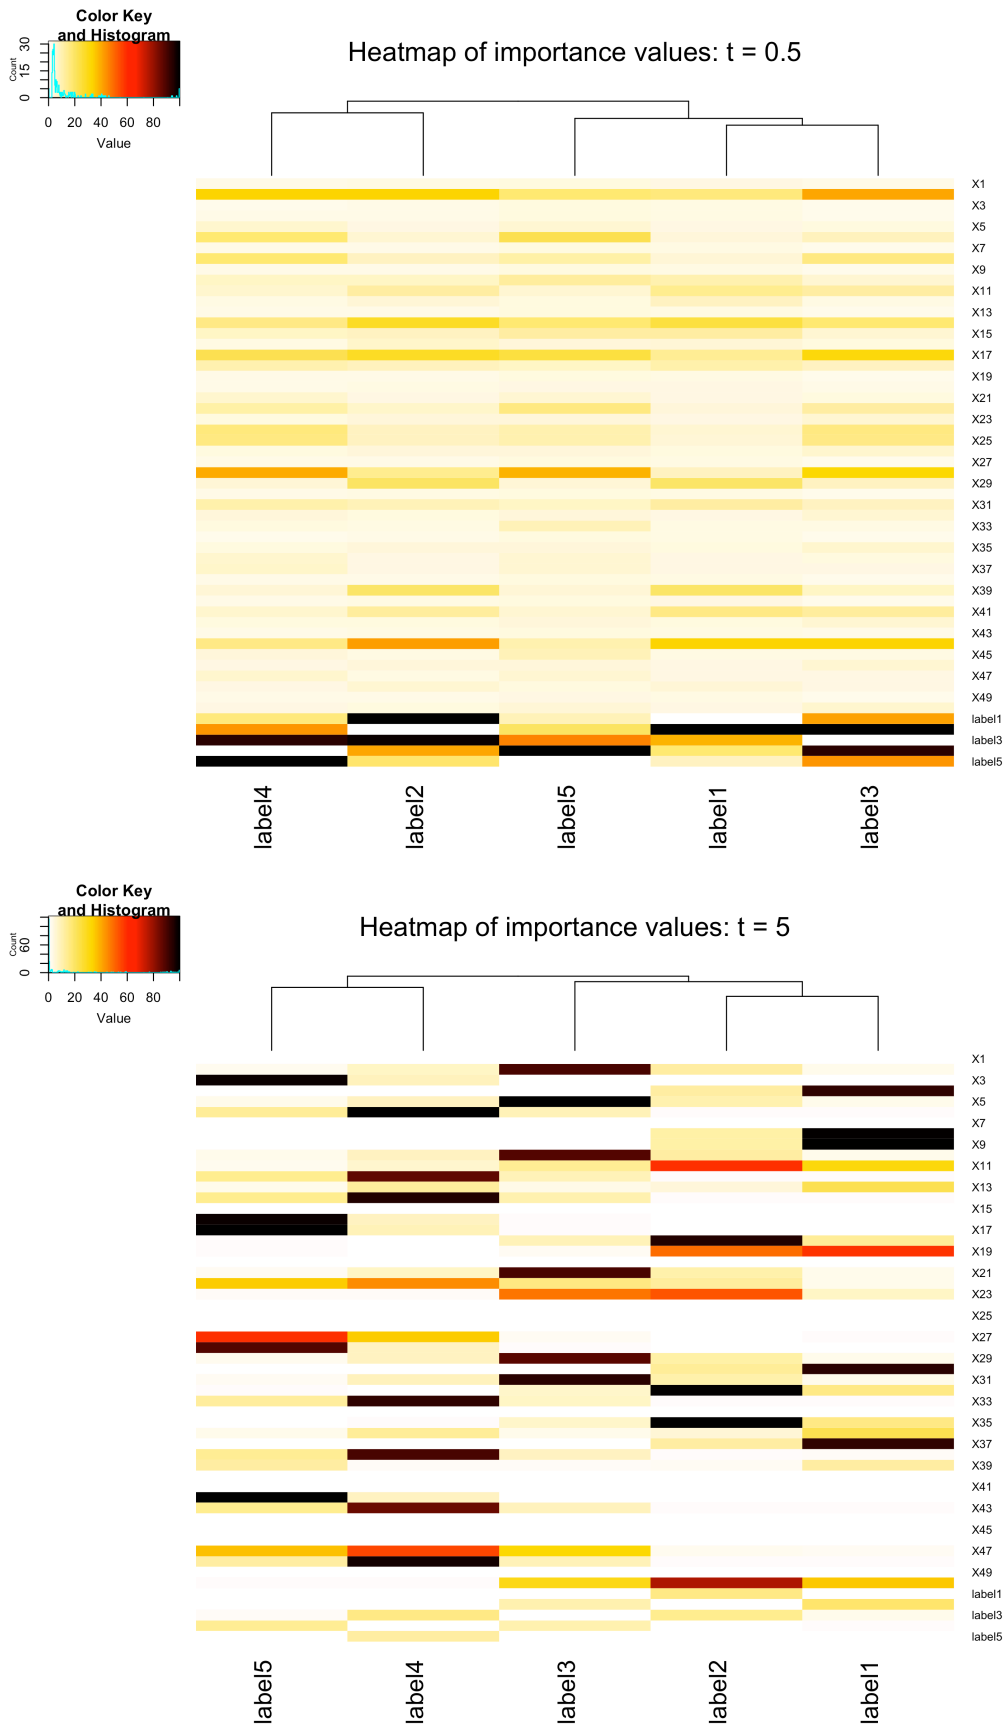 Color Key
and Histogram
Count
0 15 30
0 20 40 60 80
Value
Heatmap of importance values: t = 0.5
X1
X3
X5
X7
X9
X11
X13
X15
X17
X19
X21
X23
X25
X27
X29
X31
X33
X35
X37
X39
X41
X43
X45
X47
X49
label1
label3
label5
label4 label2 label5 label1 label3
Color Key
and Histogram
Count
0 60
0 20 40 60 80
Value
Heatmap of importance values: t = 5
X1
X3
X5
X7
X9
X11
X13
X15
X17
X19
X21
X23
X25
X27
X29
X31
X33
X35
X37
X39
X41
X43
X45
X47
X49
label1
label3
label5
label5 label4 label3 label2 label1